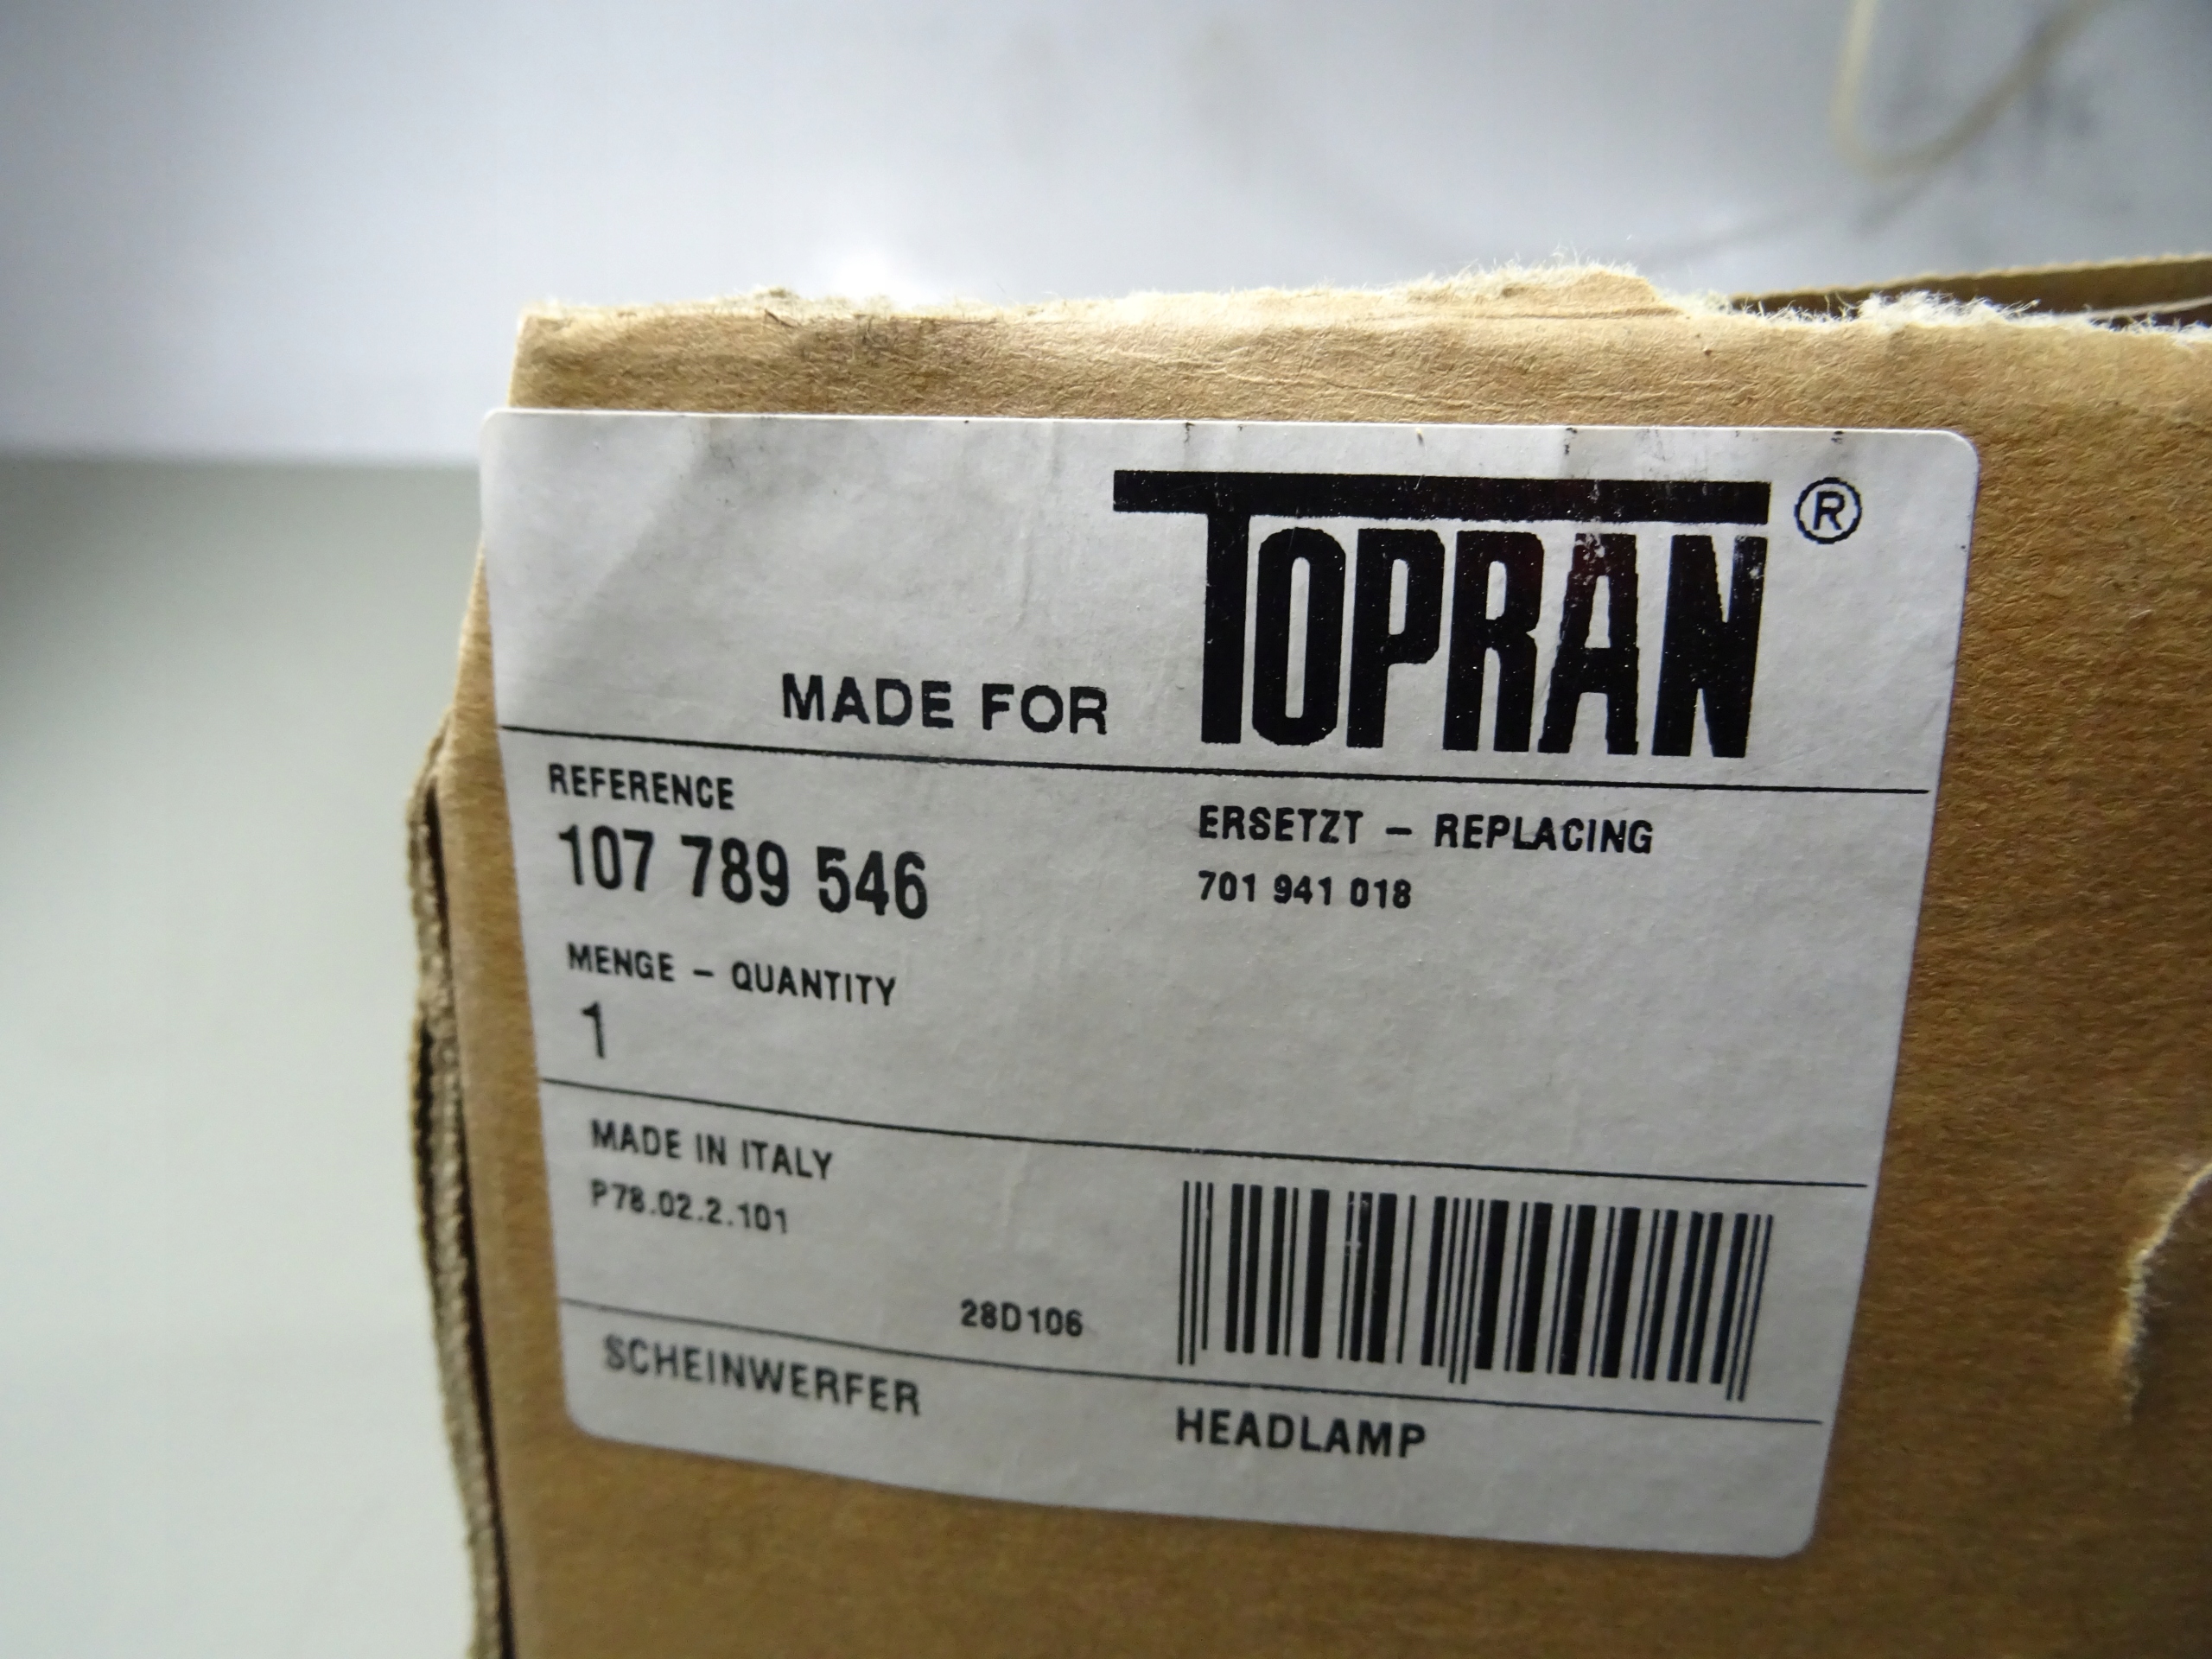 TOPRAN®
MADE FOR
REFERENCE
107 789 546
ERSETZT – REPLACING
701 941 018
MENGE – QUANTITY
1
MADE IN ITALY
P78.02.2.101
28D106
SCHEINWERFER
HEADLAMP